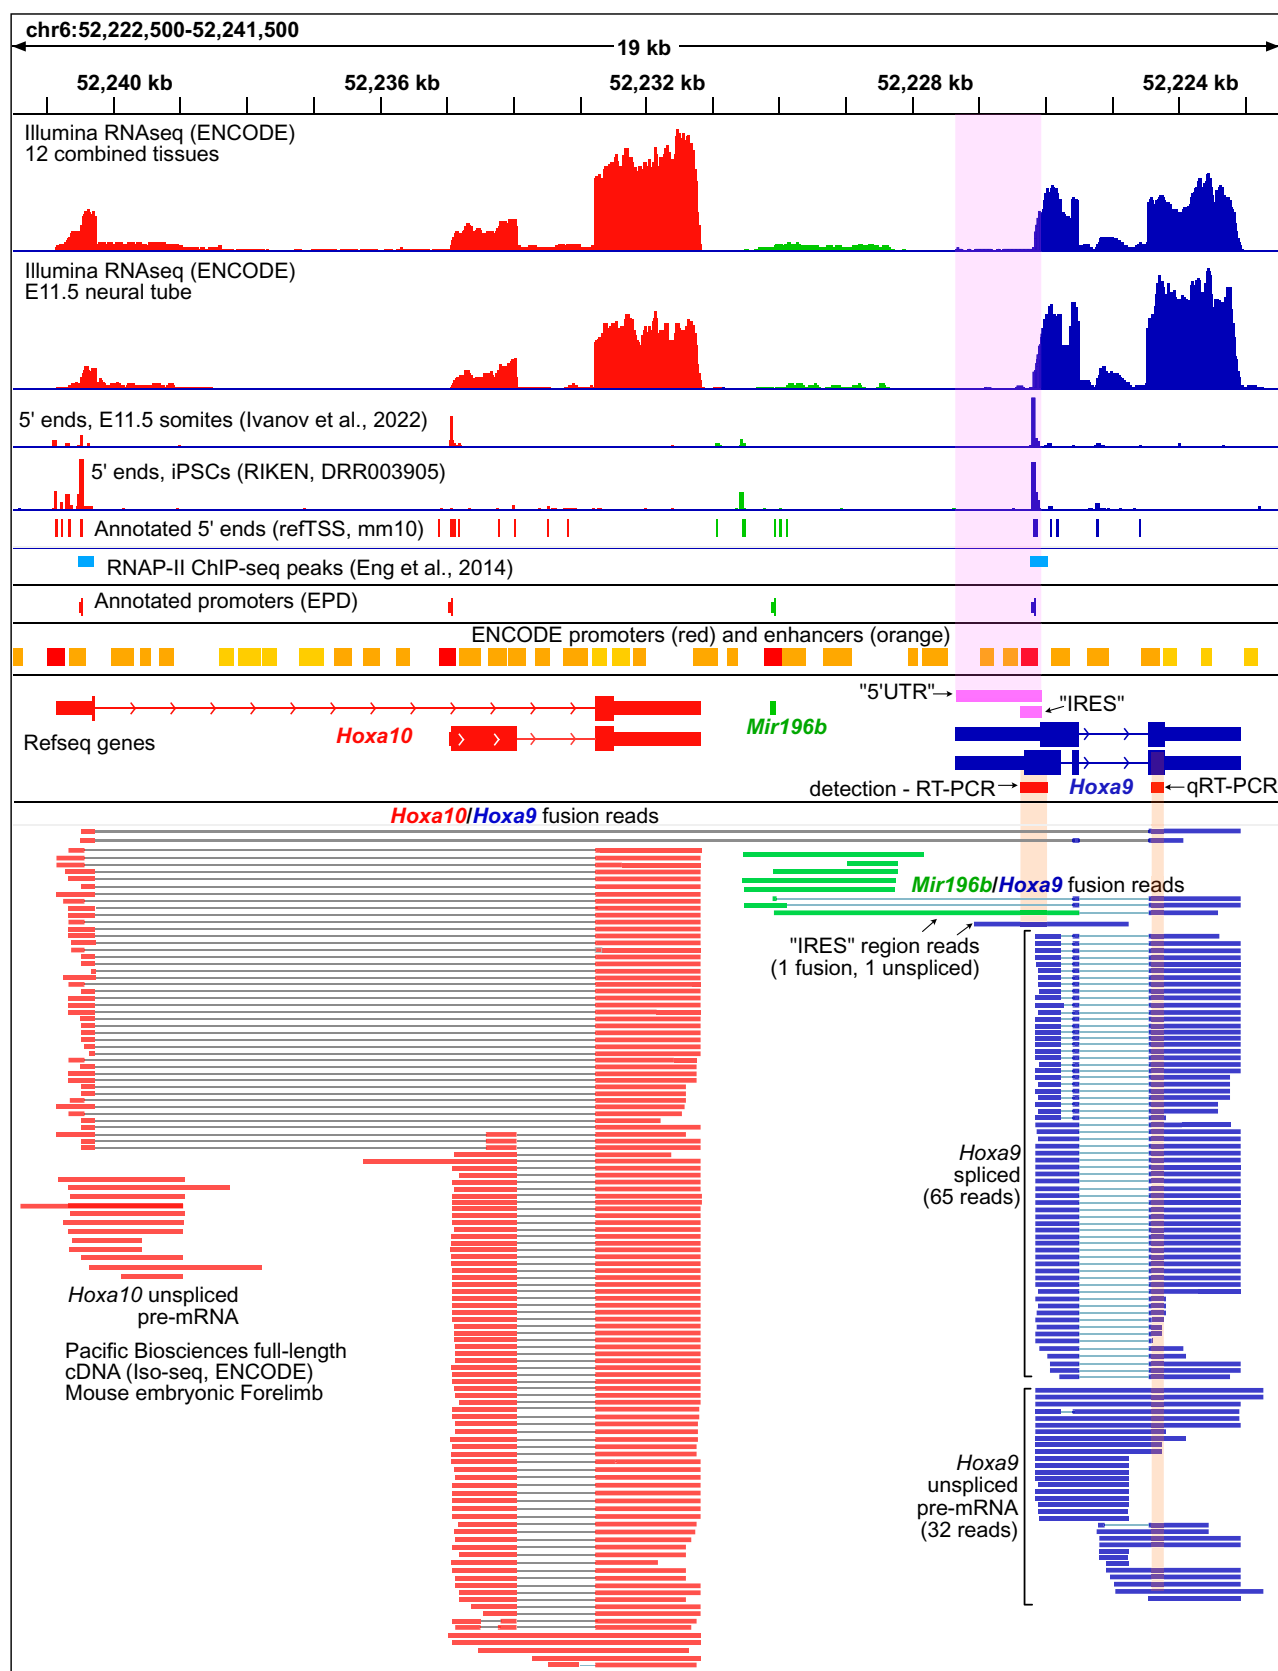 chr6:52,222,500-52,241,500
19 kb
52,240 kb 52,236 kb 52,232 kb 52,228 kb 52,224 kb
Illumina RNAseq (ENCODE)
12 combined tissues
Illumina RNAseq (ENCODE)
E11.5 neural tube
5' ends, E11.5 somites (Ivanov et al., 2022)
5' ends, iPSCs (RIKEN, DRR003905)
Annotated 5' ends (refTSS, mm10)
RNAP-II ChIP-seq peaks (Eng et al., 2014)
Annotated promoters (EPD)
ENCODE promoters (red) and enhancers (orange)
"5'UTR"
"IRES"
Mir196b
Hoxa10
Refseq genes
detection - RT-PCR
Hoxa9
qRT-PCR
Hoxa10/Hoxa9 fusion reads
Mir196b/Hoxa9 fusion reads
"IRES" region reads
(1 fusion, 1 unspliced)
Hoxa9
spliced
(65 reads)
Hoxa10 unspliced
pre-mRNA
Pacific Biosciences full-length
cDNA (Iso-seq, ENCODE)
Mouse embryonic Forelimb
Hoxa9
unspliced
pre-mRNA
(32 reads)